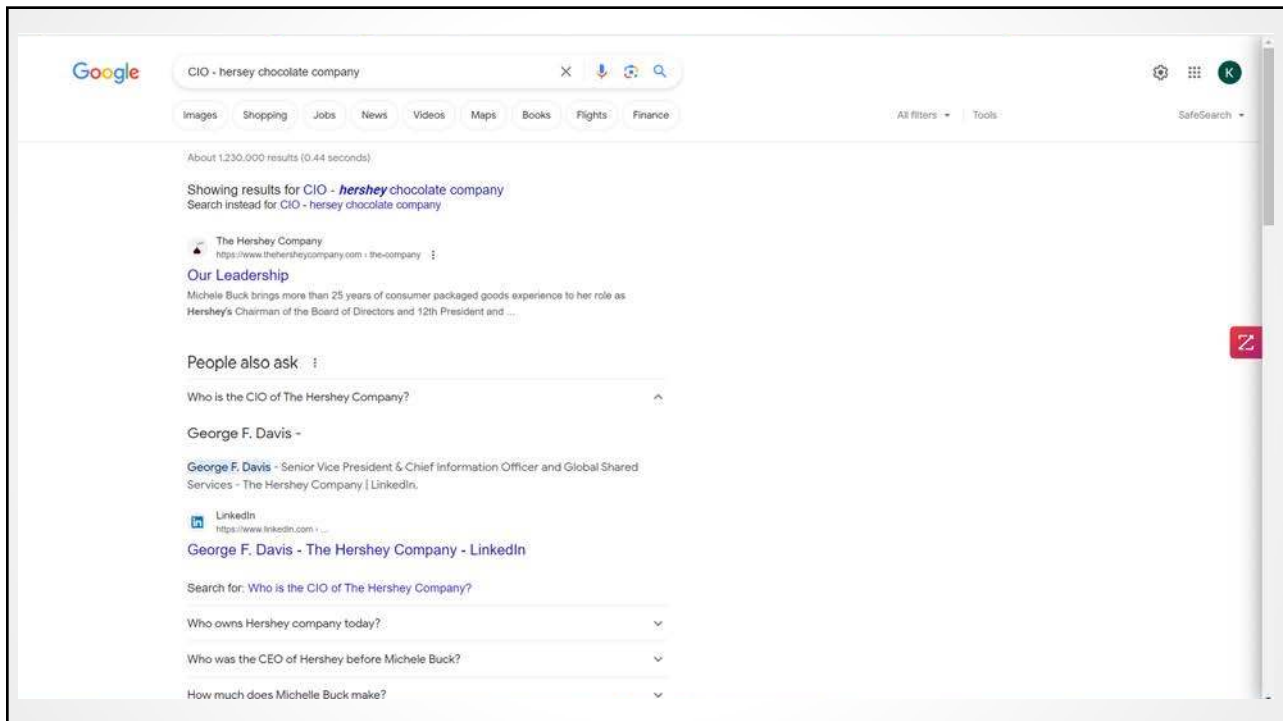 Google
CIO - hersey chocolate company
K
Images Shopping Jobs News Videos Maps Books Flights Finance
All filters Tools
SafeSearch
About 1,230,000 results (0.44 seconds)
Showing results for CIO - hershey chocolate company
Search instead for CIO - hersey chocolate company
The Hershey Company
https://www.thehersheycompany.com › the-company
Our Leadership
Michele Buck brings more than 25 years of consumer packaged goods experience to her role as
Hershey's Chairman of the Board of Directors and 12th President and ...
Z
People also ask
Who is the CIO of The Hershey Company?
George F. Davis -
George F. Davis - Senior Vice President & Chief Information Officer and Global Shared
Services - The Hershey Company | LinkedIn.
in
LinkedIn
https://www.linkedin.com › ...
George F. Davis - The Hershey Company - LinkedIn
Search for: Who is the CIO of The Hershey Company?
Who owns Hershey company today?
Who was the CEO of Hershey before Michele Buck?
How much does Michelle Buck make?